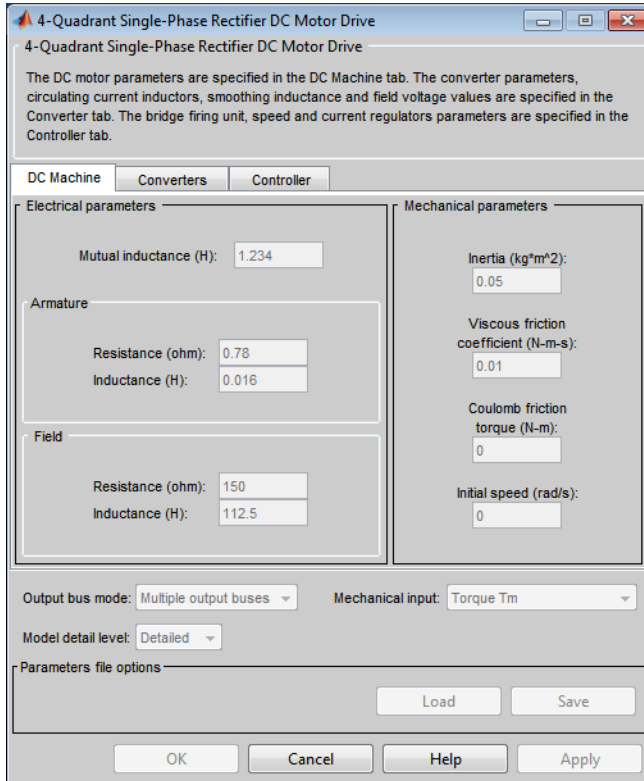 4-Quadrant Single-Phase Rectifier DC Motor Drive
4-Quadrant Single-Phase Rectifier DC Motor Drive
The DC motor parameters are specified in the DC Machine tab. The converter parameters,
circulating current inductors, smoothing inductance and field voltage values are specified in the
Converter tab. The bridge firing unit, speed and current regulators parameters are specified in the
Controller tab.
DC Machine Converters Controller
Electrical parameters
Mutual inductance (H): 1.234
Armature
Resistance (ohm): 0.78
Inductance (H): 0.016
Field
Resistance (ohm): 150
Inductance (H): 112.5
Mechanical parameters
Inertia (kg*m^2):
0.05
Viscous friction
coefficient (N-m-s):
0.01
Coulomb friction
torque (N-m):
0
Initial speed (rad/s):
0
Output bus mode: Multiple output buses Mechanical input: Torque Tm
Model detail level: Detailed
Parameters file options
Load Save
OK Cancel Help Apply